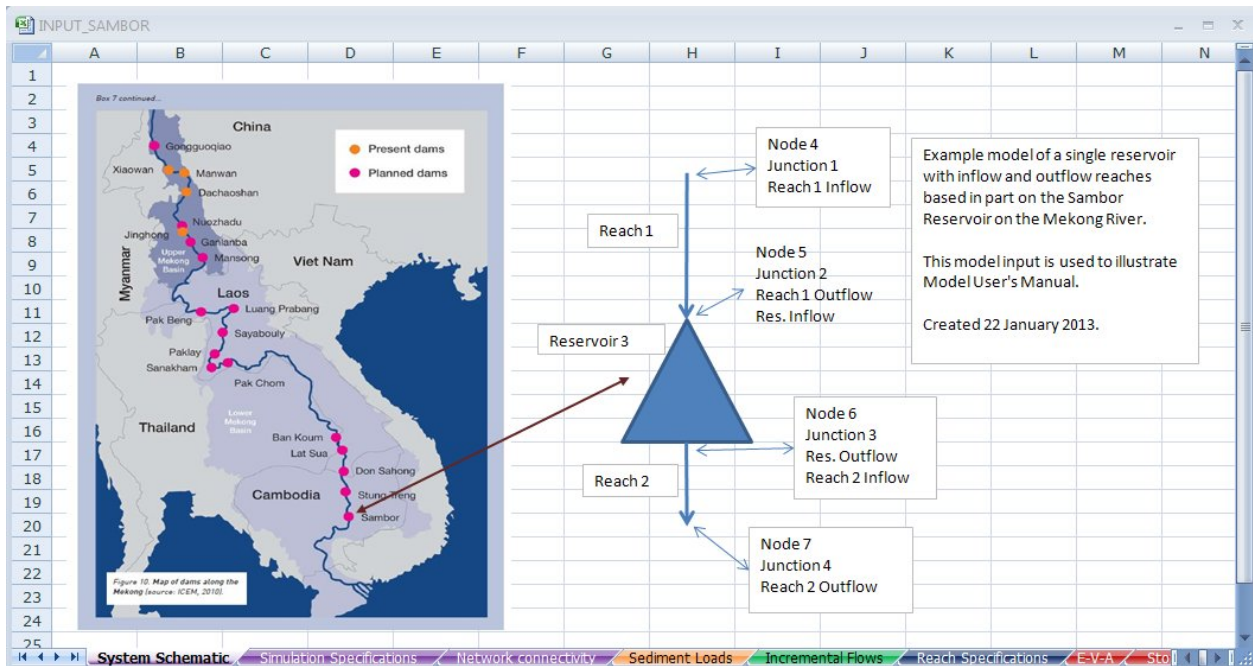 INPUT_SAMBOR
A B C D E F G H I J K L M N
1
2
3
4
5
6
7
8
9
10
11
12
13
14
15
16
17
18
19
20
21
22
23
24
25
Box 7 continued...
China
Gongguoqiao
Present dams
Planned dams
Xiaowan
Manwan
Dachaoshan
Nuozhadu
Jinghong
Ganlanba
Mansong
Upper
Mekong
Basin
Myanmar
Viet Nam
Laos
Luang Prabang
Pak Beng
Sayabouly
Paklay
Sanakham
Pak Chom
Lower
Mekong
Basin
Thailand
Ban Koum
Lat Sua
Don Sahong
Cambodia
Stung Treng
Sambor
Figure 10. Map of dams along the
Mekong (source: ICEM, 2010).
Node 4
Junction 1
Reach 1 Inflow
Reach 1
Node 5
Junction 2
Reach 1 Outflow
Res. Inflow
Reservoir 3
Node 6
Junction 3
Res. Outflow
Reach 2 Inflow
Reach 2
Node 7
Junction 4
Reach 2 Outflow
Example model of a single reservoir
with inflow and outflow reaches
based in part on the Sambor
Reservoir on the Mekong River.
This model input is used to illustrate
Model User's Manual.
Created 22 January 2013.
System Schematic Simulation Specifications Network connectivity Sediment Loads Incremental Flows Reach Specifications E-V-A Sto